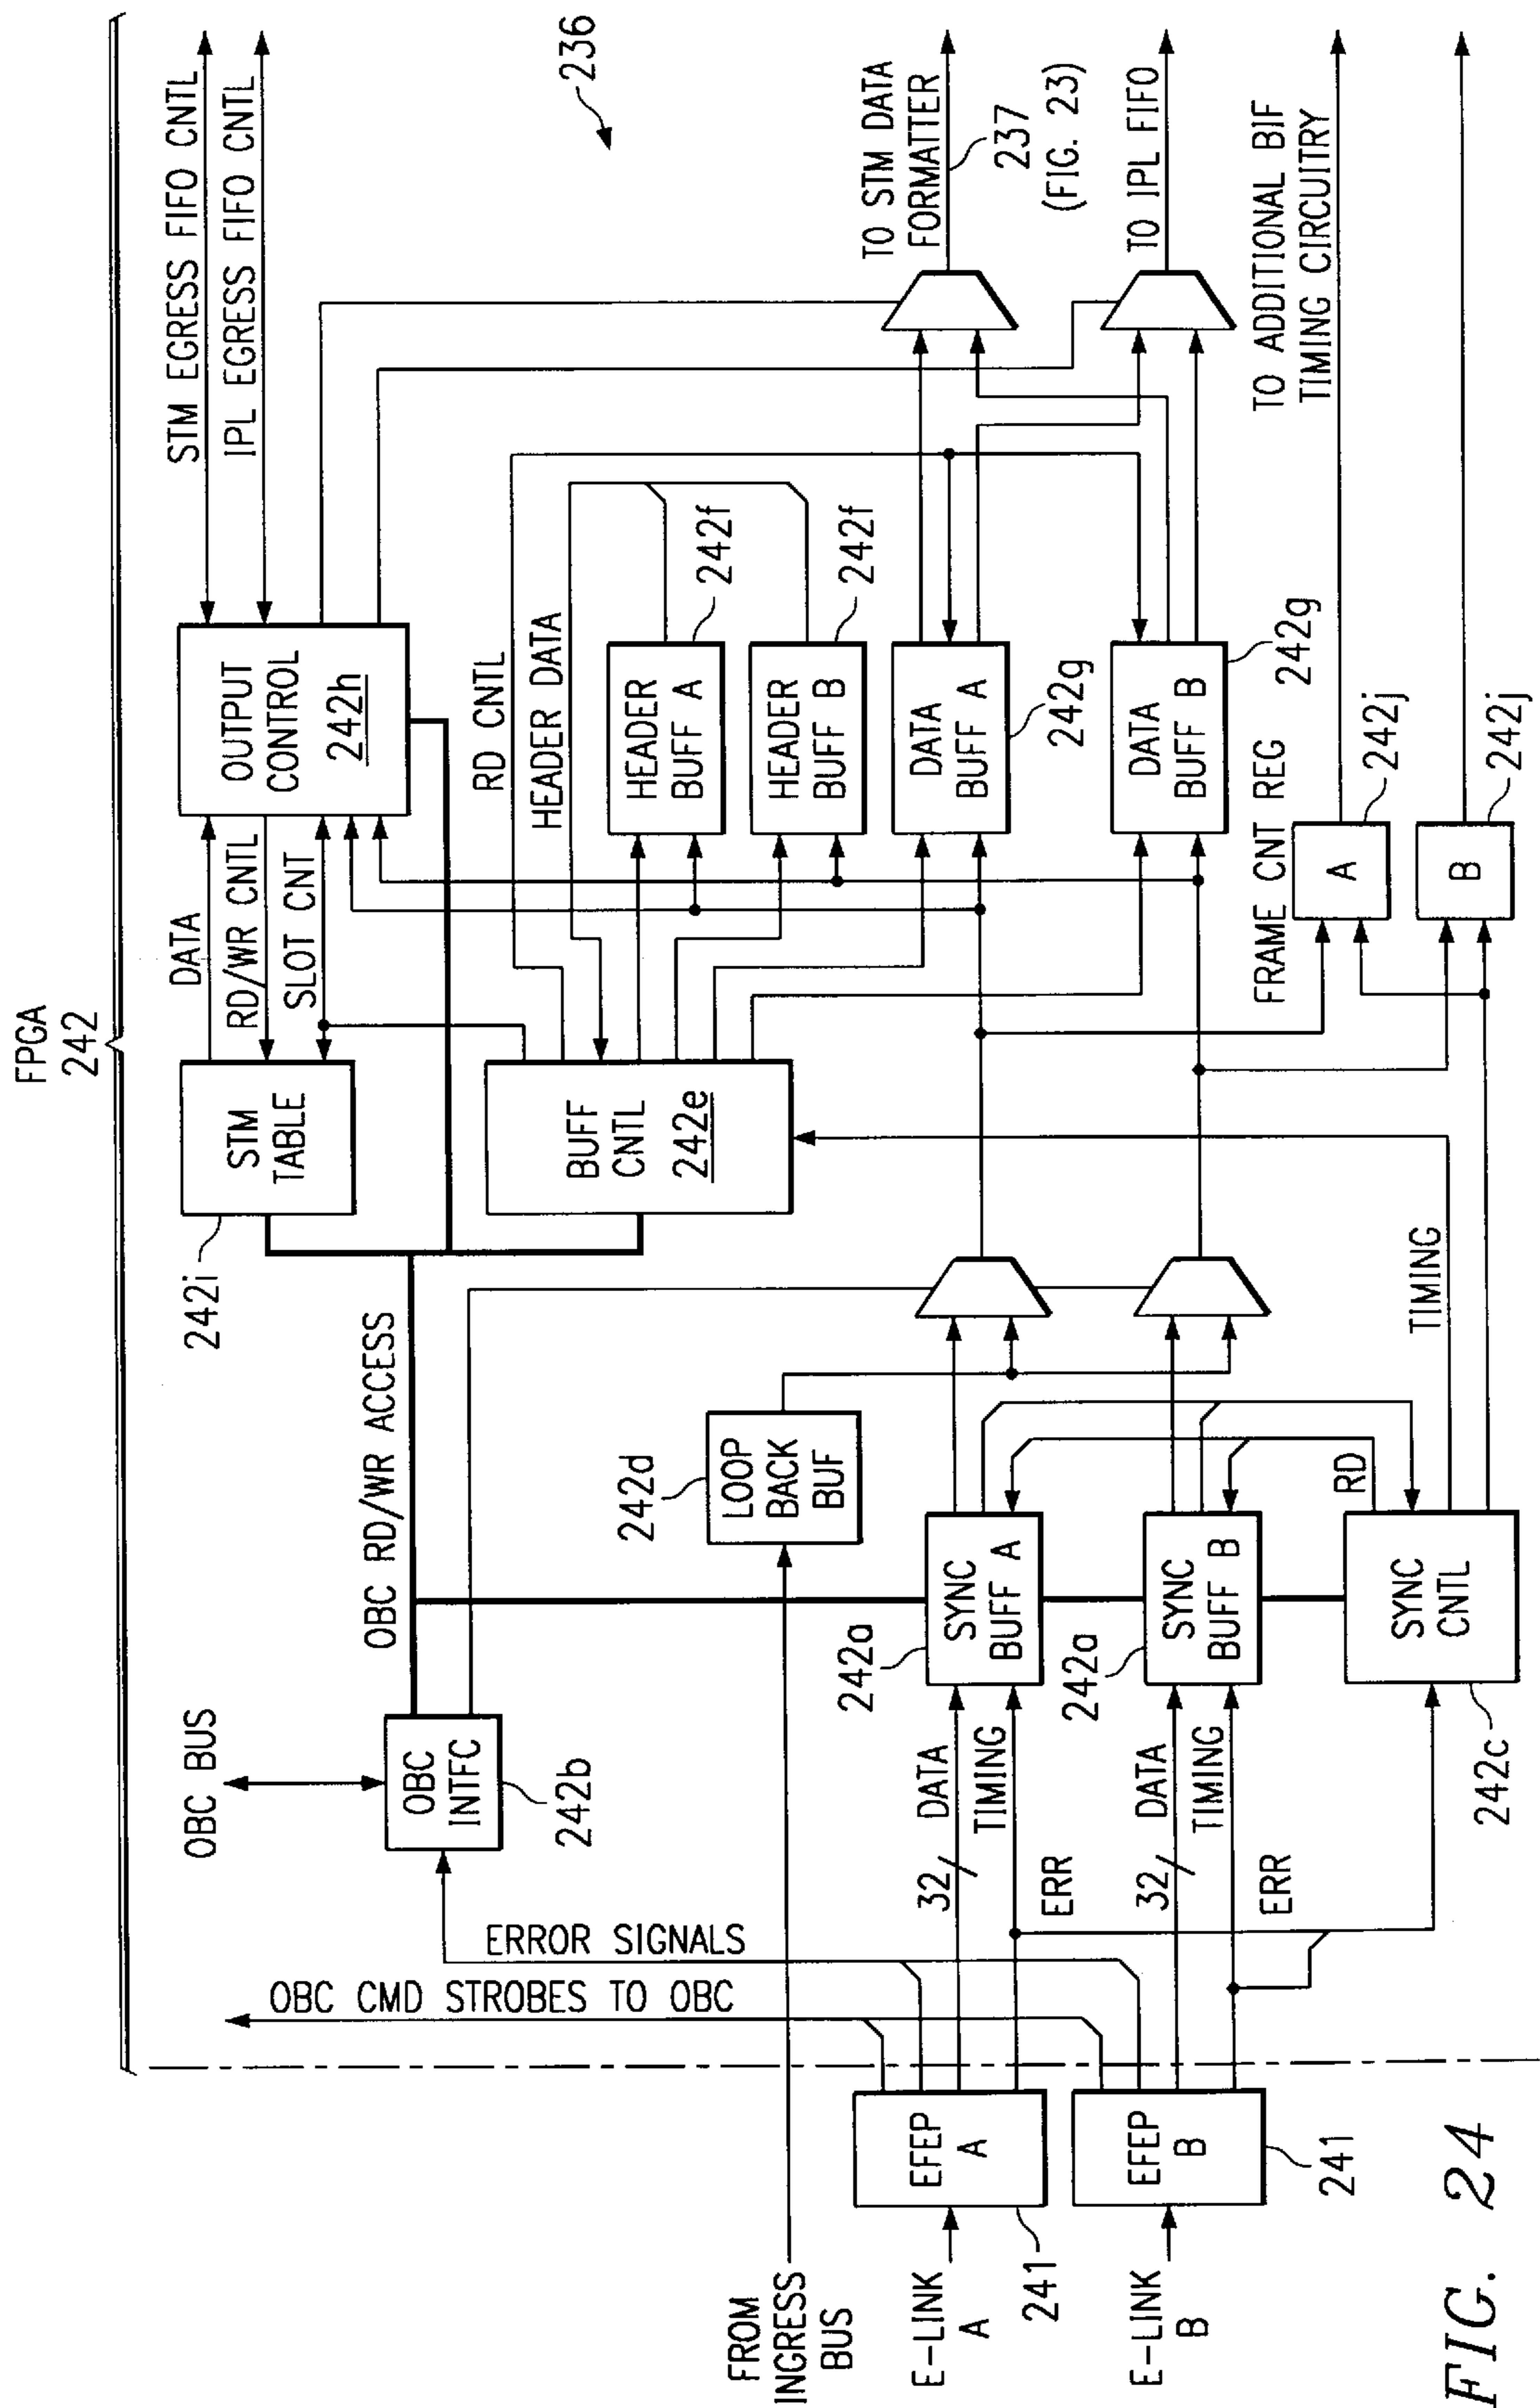 FPGA
242
STM EGRESS FIFO CNTL
IPL EGRESS FIFO CNTL
236
OBC BUS
OBC
INTFC
242b
OBC RD/WR ACCESS
242i
STM
TABLE
DATA
RD/WR CNTL
SLOT CNT
OUTPUT
CONTROL
242h
ERROR SIGNALS
OBC CMD STROBES TO OBC
BUFF
CNTL
242e
RD CNTL
HEADER DATA
HEADER
BUFF A
242f
HEADER
BUFF B
242f
FROM
INGRESS
BUS
242d
LOOP
BACK
BUF
E-LINK
A
241
EFEP
A
32
DATA
TIMING
ERR
242a
SYNC
BUFF A
DATA
BUFF A
242g
TO STM DATA
FORMATTER
237
(FIG. 23)
E-LINK
B
EFEP
B
241
32
DATA
TIMING
ERR
242a
SYNC
BUFF B
DATA
BUFF B
242g
TO IPL FIFO
RD
SYNC
CNTL
242c
TIMING
FRAME CNT REG
A
242j
TO ADDITIONAL BIF
TIMING CIRCUITRY
B
242j
FIG. 24